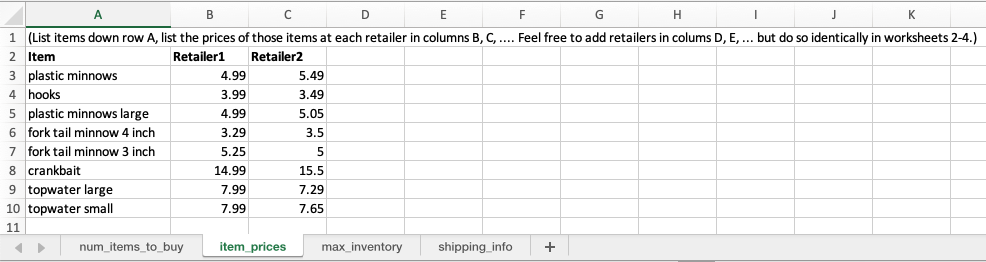 A B C D E F G H I J K
1 (List items down row A, list the prices of those items at each retailer in columns B, C, .... Feel free to add retailers in colums D, E, ... but do so identically in worksheets 2-4.)
2 Item Retailer1 Retailer2
3 plastic minnows 4.99 5.49
4 hooks 3.99 3.49
5 plastic minnows large 4.99 5.05
6 fork tail minnow 4 inch 3.29 3.5
7 fork tail minnow 3 inch 5.25 5
8 crankbait 14.99 15.5
9 topwater large 7.99 7.29
10 topwater small 7.99 7.65
11
num_items_to_buy item_prices max_inventory shipping_info +